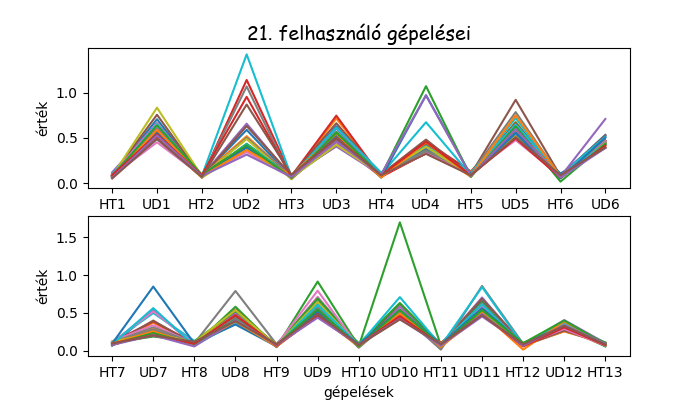 21. felhasználó gépelései
1.0
0.5
0.0
érték
HT1 UD1 HT2 UD2 HT3 UD3 HT4 UD4 HT5 UD5 HT6 UD6
1.5
1.0
0.5
0.0
érték
HT7 UD7 HT8 UD8 HT9 UD9 HT10 UD10 HT11 UD11 HT12 UD12 HT13
gépelések